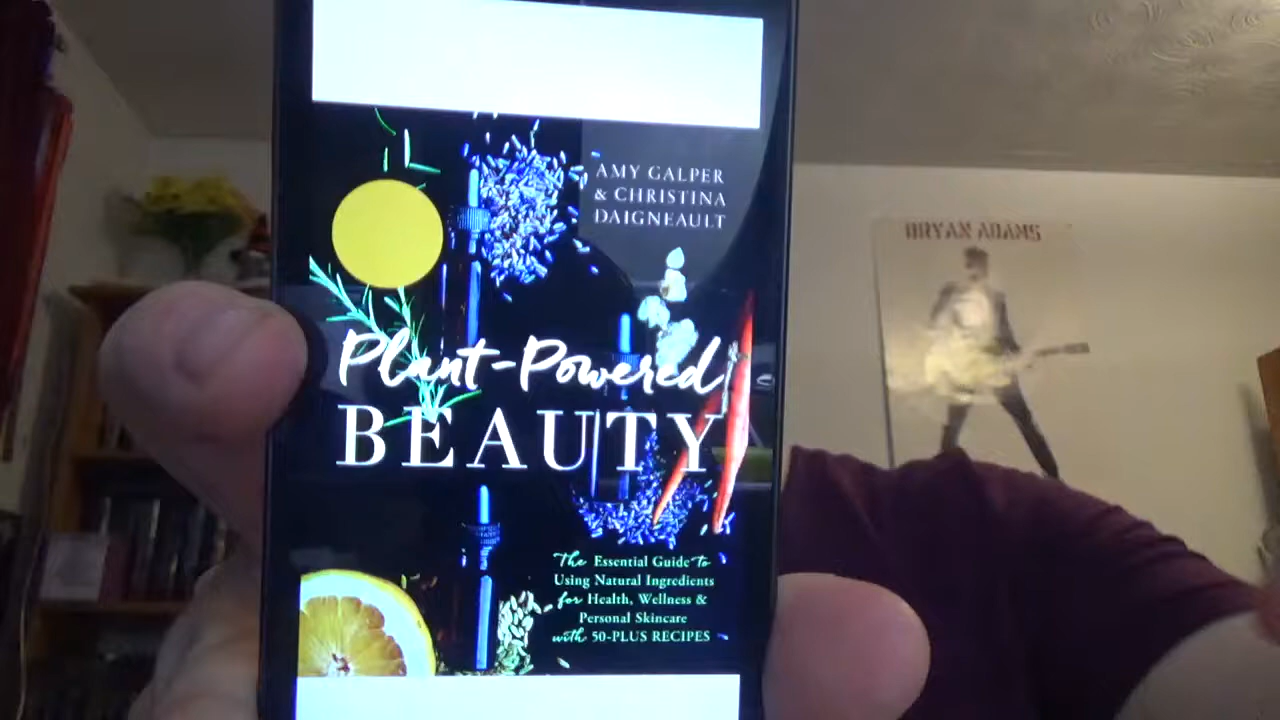 AMY GALPER
& CHRISTINA
DAIGNEAULT
BRYAN ADAMS
Plant-Powered
BEAUTY
The Essential Guide to
Using Natural Ingredients
for Health, Wellness &
Personal Skincare
with 50-PLUS RECIPES